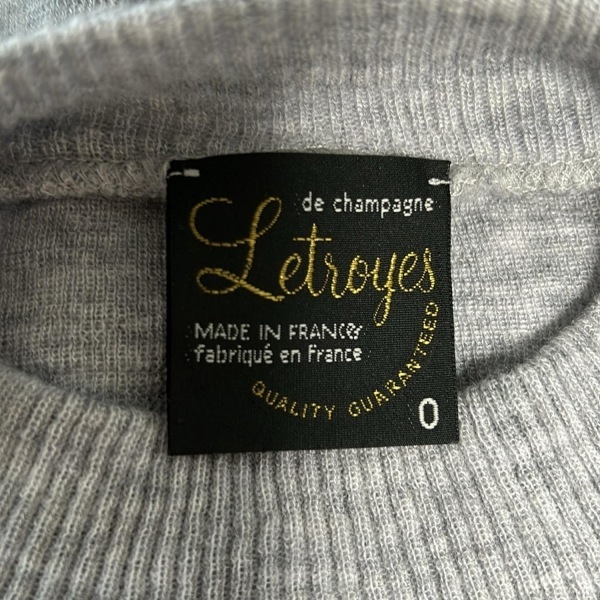 de champagne
Letroyes
MADE IN FRANCE
fabriqué en France
QUALITY GUARANTEED
0